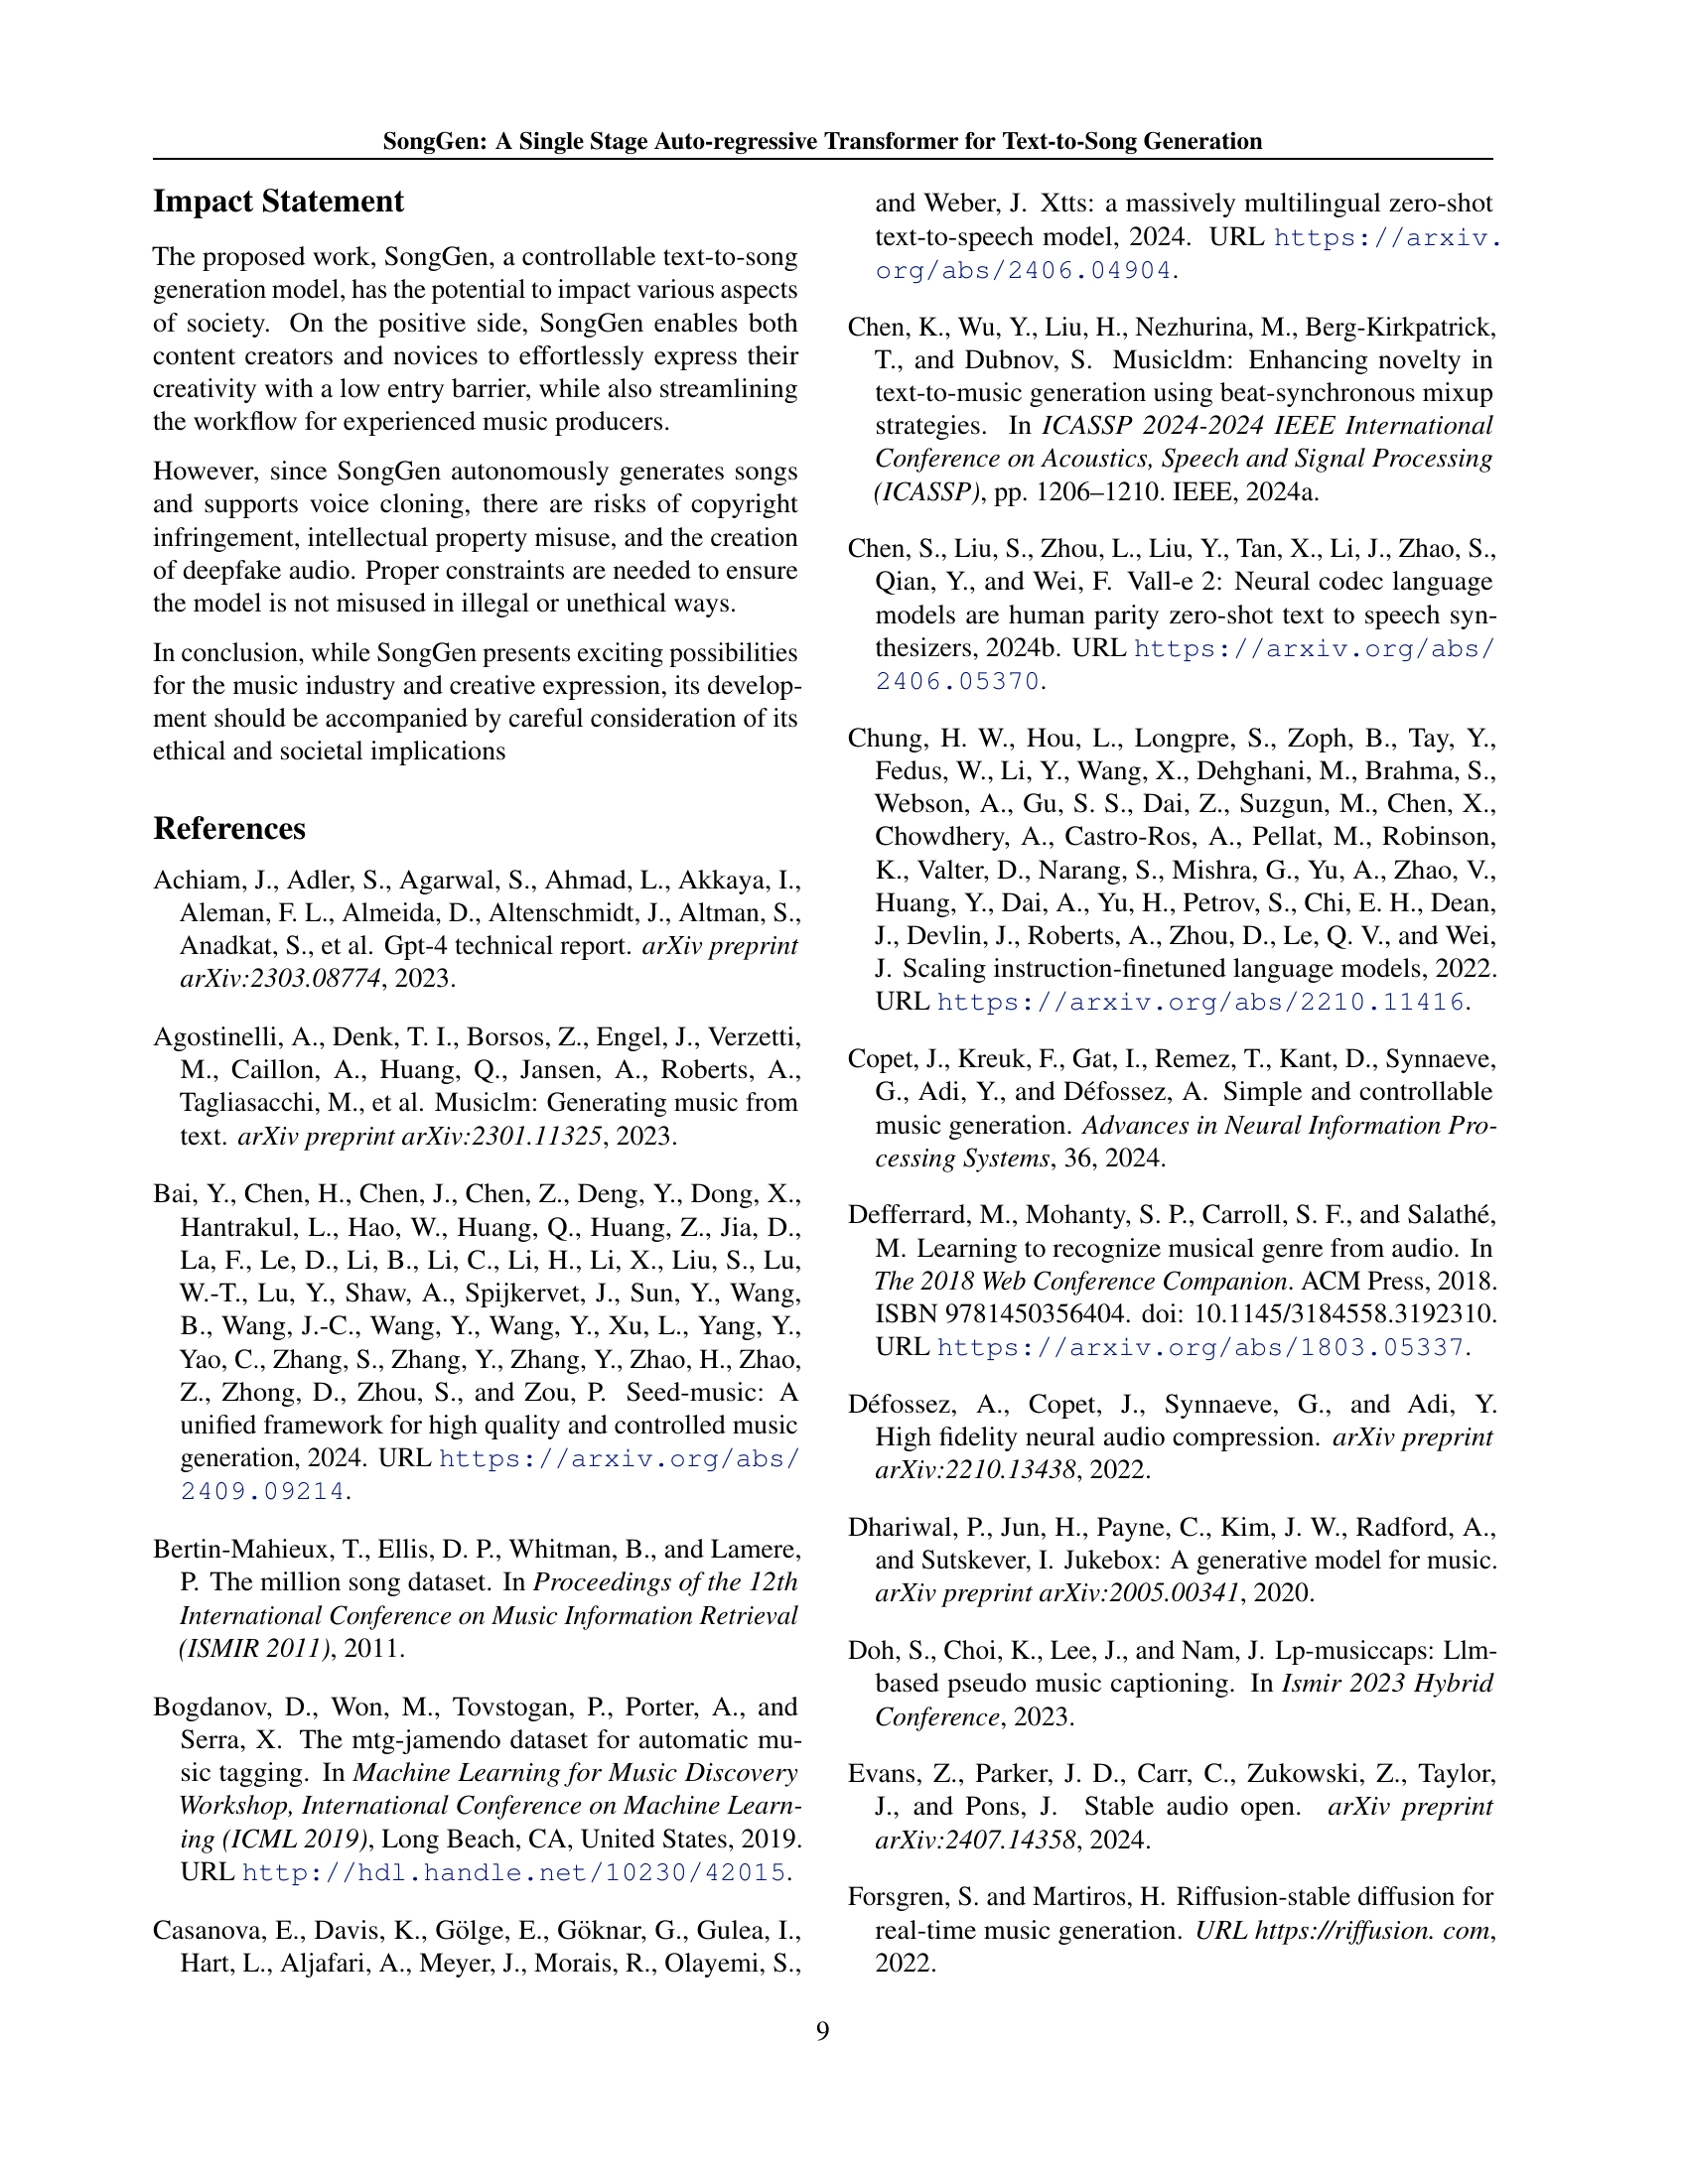 SongGen: A Single Stage Auto-regressive Transformer for Text-to-Song Generation
Impact Statement
The proposed work, SongGen, a controllable text-to-song
generation model, has the potential to impact various aspects
of society. On the positive side, SongGen enables both
content creators and novices to effortlessly express their
creativity with a low entry barrier, while also streamlining
the workflow for experienced music producers.
However, since SongGen autonomously generates songs
and supports voice cloning, there are risks of copyright
infringement, intellectual property misuse, and the creation
of deepfake audio. Proper constraints are needed to ensure
the model is not misused in illegal or unethical ways.
In conclusion, while SongGen presents exciting possibilities
for the music industry and creative expression, its develop-
ment should be accompanied by careful consideration of its
ethical and societal implications
References
Achiam, J., Adler, S., Agarwal, S., Ahmad, L., Akkaya, I.,
Aleman, F. L., Almeida, D., Altenschmidt, J., Altman, S.,
Anadkat, S., et al. Gpt-4 technical report. arXiv preprint
arXiv:2303.08774, 2023.
Agostinelli, A., Denk, T. I., Borsos, Z., Engel, J., Verzetti,
M., Caillon, A., Huang, Q., Jansen, A., Roberts, A.,
Tagliasacchi, M., et al. Musiclm: Generating music from
text. arXiv preprint arXiv:2301.11325, 2023.
Bai, Y., Chen, H., Chen, J., Chen, Z., Deng, Y., Dong, X.,
Hantrakul, L., Hao, W., Huang, Q., Huang, Z., Jia, D.,
La, F., Le, D., Li, B., Li, C., Li, H., Li, X., Liu, S., Lu,
W.-T., Lu, Y., Shaw, A., Spijkervet, J., Sun, Y., Wang,
B., Wang, J.-C., Wang, Y., Wang, Y., Xu, L., Yang, Y.,
Yao, C., Zhang, S., Zhang, Y., Zhang, Y., Zhao, H., Zhao,
Z., Zhong, D., Zhou, S., and Zou, P. Seed-music: A
unified framework for high quality and controlled music
generation, 2024. URL https://arxiv.org/abs/
2409.09214.
Bertin-Mahieux, T., Ellis, D. P., Whitman, B., and Lamere,
P. The million song dataset. In Proceedings of the 12th
International Conference on Music Information Retrieval
(ISMIR 2011), 2011.
Bogdanov, D., Won, M., Tovstogan, P., Porter, A., and
Serra, X. The mtg-jamendo dataset for automatic mu-
sic tagging. In Machine Learning for Music Discovery
Workshop, International Conference on Machine Learn-
ing (ICML 2019), Long Beach, CA, United States, 2019.
URL http://hdl.handle.net/10230/42015.
Casanova, E., Davis, K., Gölge, E., Göknar, G., Gulea, I.,
Hart, L., Aljafari, A., Meyer, J., Morais, R., Olayemi, S.,
and Weber, J. Xtts: a massively multilingual zero-shot
text-to-speech model, 2024. URL https://arxiv.
org/abs/2406.04904.
Chen, K., Wu, Y., Liu, H., Nezhurina, M., Berg-Kirkpatrick,
T., and Dubnov, S. Musicldm: Enhancing novelty in
text-to-music generation using beat-synchronous mixup
strategies. In ICASSP 2024-2024 IEEE International
Conference on Acoustics, Speech and Signal Processing
(ICASSP), pp. 1206–1210. IEEE, 2024a.
Chen, S., Liu, S., Zhou, L., Liu, Y., Tan, X., Li, J., Zhao, S.,
Qian, Y., and Wei, F. Vall-e 2: Neural codec language
models are human parity zero-shot text to speech syn-
thesizers, 2024b. URL https://arxiv.org/abs/
2406.05370.
Chung, H. W., Hou, L., Longpre, S., Zoph, B., Tay, Y.,
Fedus, W., Li, Y., Wang, X., Dehghani, M., Brahma, S.,
Webson, A., Gu, S. S., Dai, Z., Suzgun, M., Chen, X.,
Chowdhery, A., Castro-Ros, A., Pellat, M., Robinson,
K., Valter, D., Narang, S., Mishra, G., Yu, A., Zhao, V.,
Huang, Y., Dai, A., Yu, H., Petrov, S., Chi, E. H., Dean,
J., Devlin, J., Roberts, A., Zhou, D., Le, Q. V., and Wei,
J. Scaling instruction-finetuned language models, 2022.
URL https://arxiv.org/abs/2210.11416.
Copet, J., Kreuk, F., Gat, I., Remez, T., Kant, D., Synnaeve,
G., Adi, Y., and Défossez, A. Simple and controllable
music generation. Advances in Neural Information Pro-
cessing Systems, 36, 2024.
Defferrard, M., Mohanty, S. P., Carroll, S. F., and Salathé,
M. Learning to recognize musical genre from audio. In
The 2018 Web Conference Companion. ACM Press, 2018.
ISBN 9781450356404. doi: 10.1145/3184558.3192310.
URL https://arxiv.org/abs/1803.05337.
Défossez, A., Copet, J., Synnaeve, G., and Adi, Y.
High fidelity neural audio compression. arXiv preprint
arXiv:2210.13438, 2022.
Dhariwal, P., Jun, H., Payne, C., Kim, J. W., Radford, A.,
and Sutskever, I. Jukebox: A generative model for music.
arXiv preprint arXiv:2005.00341, 2020.
Doh, S., Choi, K., Lee, J., and Nam, J. Lp-musiccaps: Llm-
based pseudo music captioning. In Ismir 2023 Hybrid
Conference, 2023.
Evans, Z., Parker, J. D., Carr, C., Zukowski, Z., Taylor,
J., and Pons, J. Stable audio open. arXiv preprint
arXiv:2407.14358, 2024.
Forsgren, S. and Martiros, H. Riffusion-stable diffusion for
real-time music generation. URL https://riffusion. com,
2022.
9